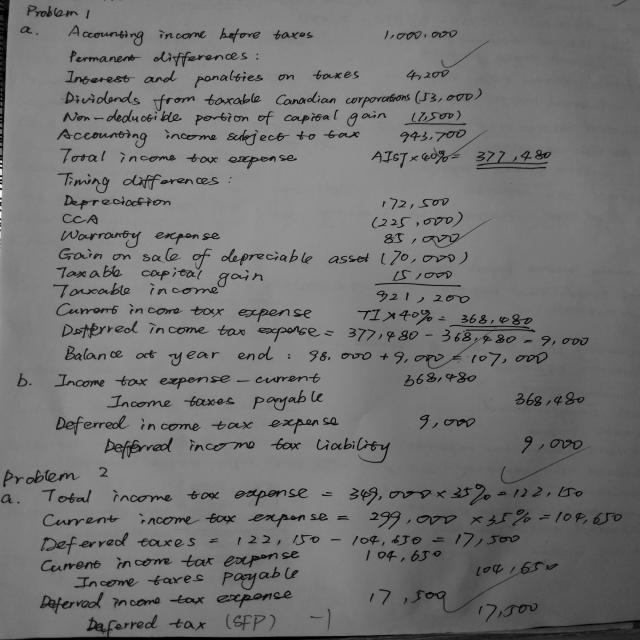 Problem 1
a. Accounting income before taxes 1,000,000
Permanent differences:
Interest and penalties on taxes 4,200
Dividends from taxable Canadian corporations (53,000)
Non-deductible portion of capital gain (7,500)
Accounting income subject to tax 943,700
Total income tax expense AIST×40%= 377,480
Timing differences:
Depreciation 172,500
CCA (225,000)
Warranty expense 85,000
Gain on sale of depreciable asset (70,000)
Taxable capital gain 15,000
Taxable income 921,200
Current income tax expense TI×40%= 368,480
Defferred income tax expense = 377,480 - 368,480 = 9,000
Balance at year end: 98,000 + 9,000 = 107,000
b. Income tax expense - current 368,480
Income taxes payable 368,480
Deferred income tax expense 9,000
Defferred income tax liability 9,000
Problem 2
a. Total income tax expense = 349,000 × 35% = 122,150
Current income tax expense = 299,000 × 35% = 104,650
Deferred taxes = 122,150 - 104,650 = 17,500
Current income tax expense 104,650
Income taxes payable 104,650
Deferred income tax expense 17,500
Deferred tax (SFP) -1 17,500